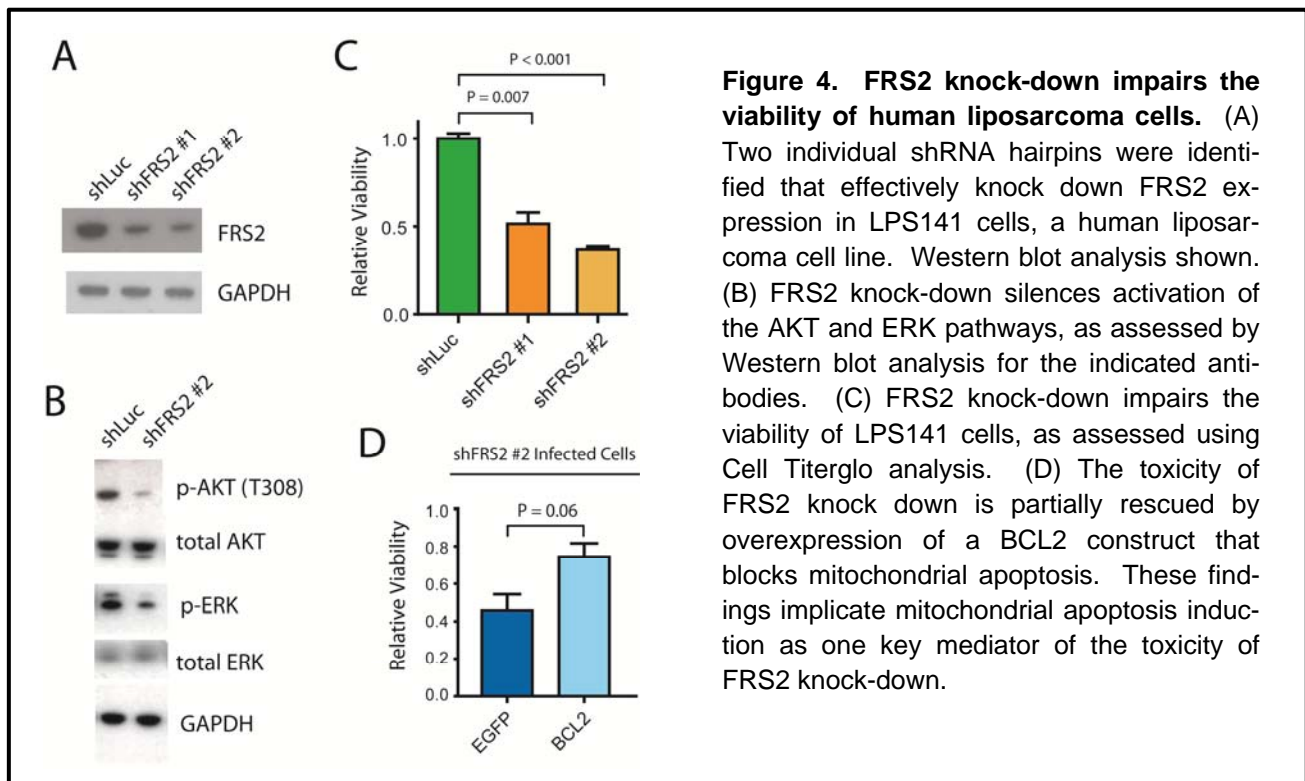 A
shLuc
shFRS2 #1
shFRS2 #2
FRS2
GAPDH
B
shLuc
shFRS2 #2
p-AKT (T308)
total AKT
p-ERK
total ERK
GAPDH
C
P < 0.001
P = 0.007
Relative Viability
1.0
0.5
0.0
shLuc
shFRS2 #1
shFRS2 #2
D
shFRS2 #2 Infected Cells
P = 0.06
Relative Viability
1.0
0.8
0.6
0.4
0.8
0.0
EGFP
BCL2
Figure 4. FRS2 knock-down impairs the
viability of human liposarcoma cells. (A)
Two individual shRNA hairpins were identi-
fied that effectively knock down FRS2 ex-
pression in LPS141 cells, a human liposar-
coma cell line. Western blot analysis shown.
(B) FRS2 knock-down silences activation of
the AKT and ERK pathways, as assessed by
Western blot analysis for the indicated anti-
bodies. (C) FRS2 knock-down impairs the
viability of LPS141 cells, as assessed using
Cell Titerglo analysis. (D) The toxicity of
FRS2 knock down is partially rescued by
overexpression of a BCL2 construct that
blocks mitochondrial apoptosis. These find-
ings implicate mitochondrial apoptosis induc-
tion as one key mediator of the toxicity of
FRS2 knock-down.